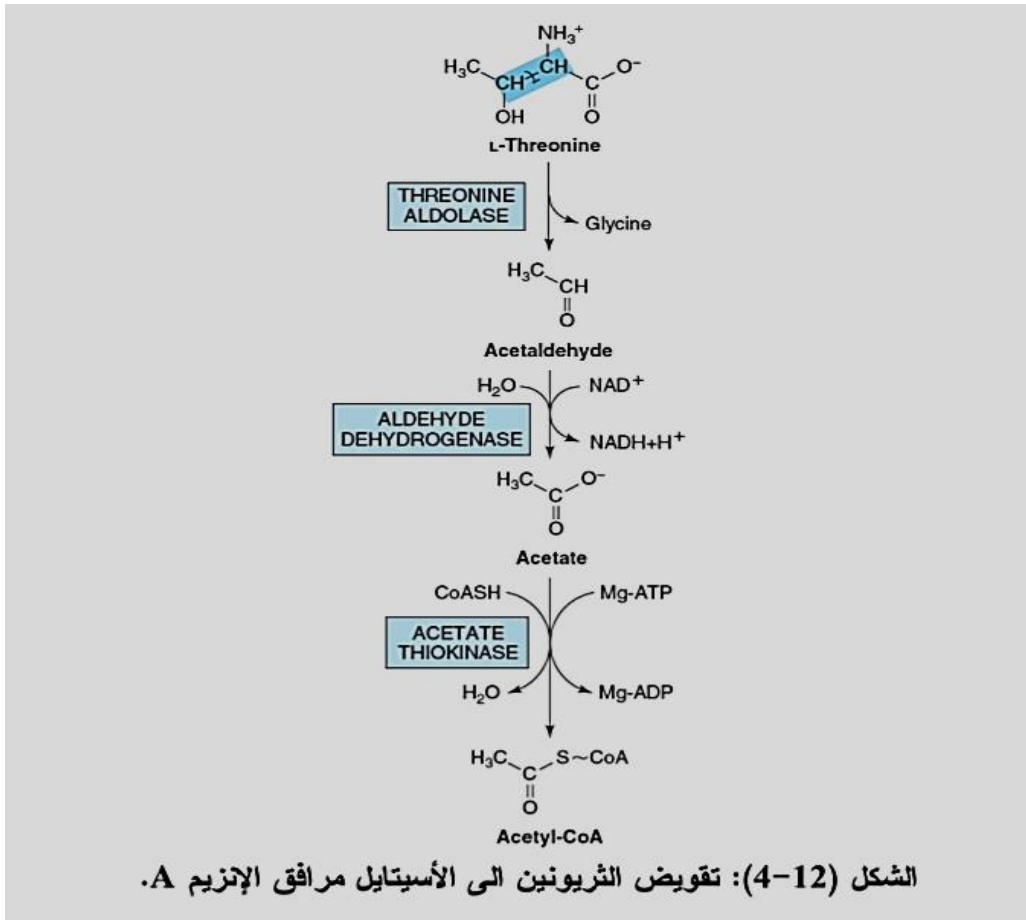 NH₃⁺
H₃C CH CH C O⁻
OH O
L-Threonine
THREONINE
ALDOLASE
Glycine
H₃C
CH
O
Acetaldehyde
H₂O NAD⁺
ALDEHYDE
DEHYDROGENASE
NADH+H⁺
H₃C O⁻
C
O
Acetate
CoASH Mg-ATP
ACETATE
THIOKINASE
H₂O Mg-ADP
H₃C S~CoA
C
O
Acetyl-CoA
الشكل (12-4): تقويض الثريونين الى الأسيتايل مرافق الإنزيم A.